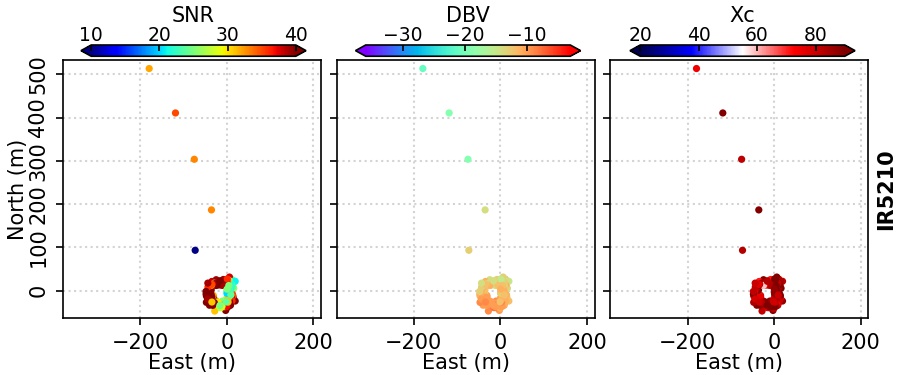 SNR DBV Xc
10 20 30 40 −30 −20 −10 20 40 60 80
North (m)
500
400
300
200
100
0
IR5210
−200 0 200 −200 0 200 −200 0 200
East (m) East (m) East (m)